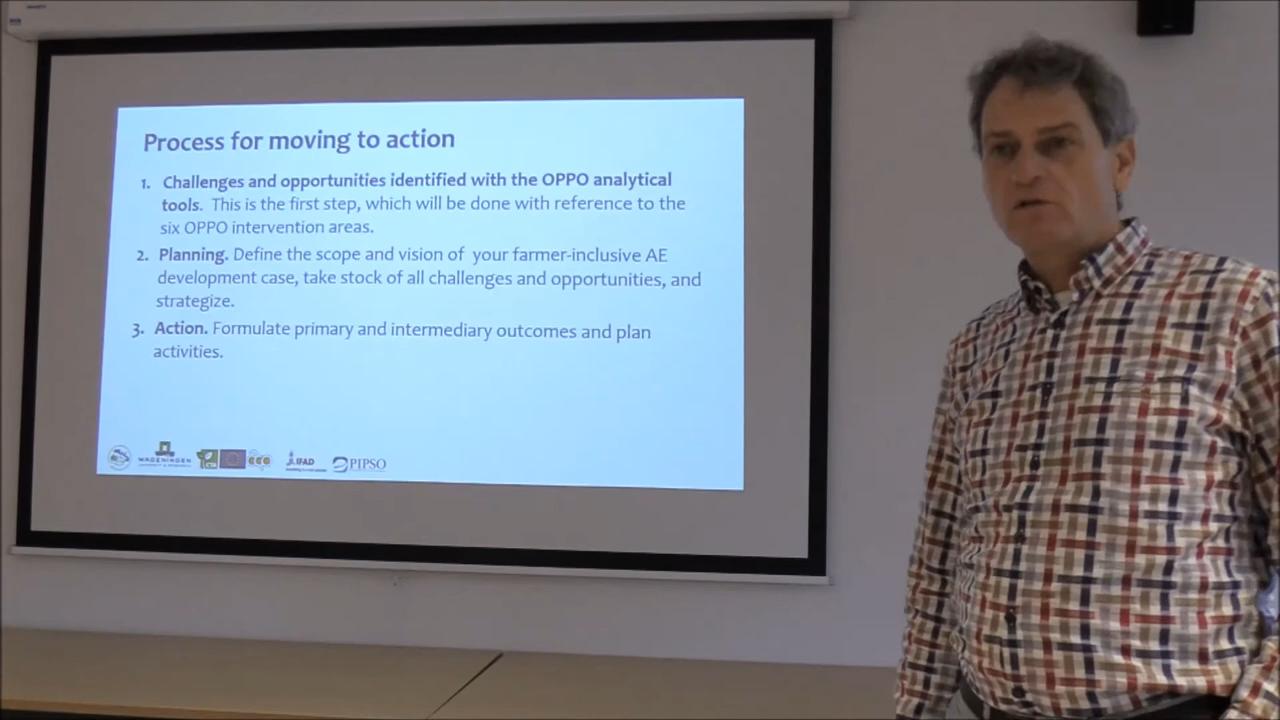 Process for moving to action
1. Challenges and opportunities identified with the OPPO analytical
tools. This is the first step, which will be done with reference to the
six OPPO intervention areas.
2. Planning. Define the scope and vision of your farmer-inclusive AE
development case, take stock of all challenges and opportunities, and
strategize.
3. Action. Formulate primary and intermediary outcomes and plan
activities.
WAGENINGEN
IFAD
PIPSO